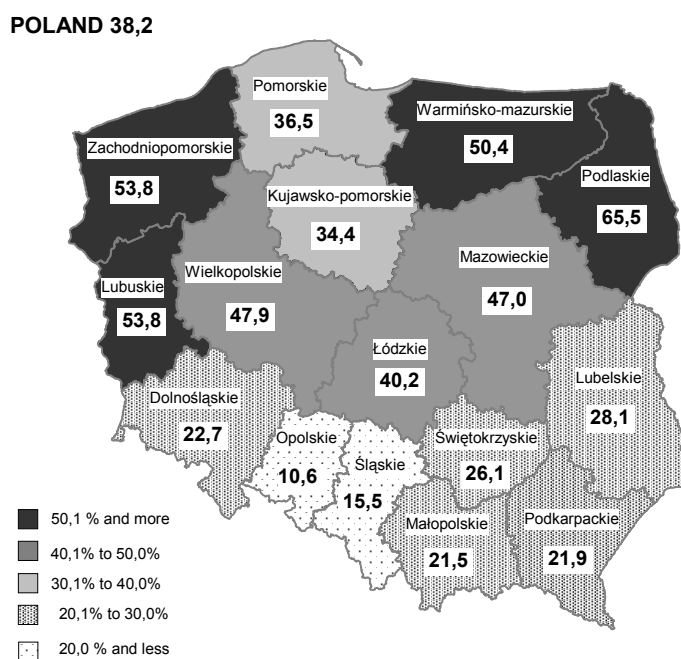 POLAND 38,2
Pomorskie
36,5
Warmińsko-mazurskie
50,4
Zachodniopomorskie
53,8
Podlaskie
65,5
Kujawsko-pomorskie
34,4
Mazowieckie
47,0
Wielkopolskie
47,9
Lubuskie
53,8
Łódzkie
40,2
Lubelskie
28,1
Dolnośląskie
22,7
Opolskie
10,6
Świętokrzyskie
26,1
Śląskie
15,5
Małopolskie
21,5
Podkarpackie
21,9
50,1 % and more
40,1% to 50,0%
30,1% to 40,0%
20,1% to 30,0%
20,0 % and less